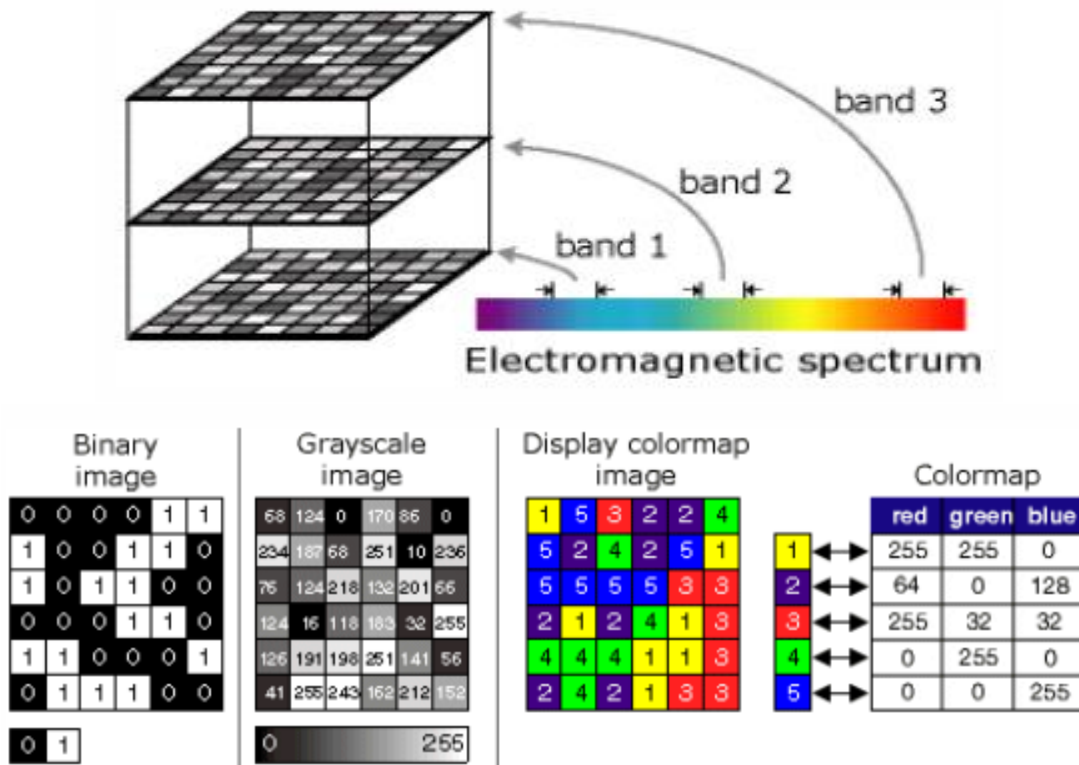 band 3
band 2
band 1
Electromagnetic spectrum
Binary
image
0 0 0 0 1 1
1 0 0 1 1 0
1 0 1 1 0 0
0 0 0 1 1 0
1 1 0 0 0 1
0 1 1 1 0 0
0 1
Grayscale
image
68 124 0 170 86 0
234 187 68 251 10 236
76 124 218 132 201 66
124 16 118 183 32 255
126 191 198 251 141 56
41 255 243 162 212 152
0 255
Display colormap
image
1 5 3 2 2 4
5 2 4 2 5 1
5 5 5 5 3 3
2 1 2 4 1 3
4 4 4 1 1 3
2 4 2 1 3 3
Colormap
red green blue
1 255 255 0
2 64 0 128
3 255 32 32
4 0 255 0
5 0 0 255